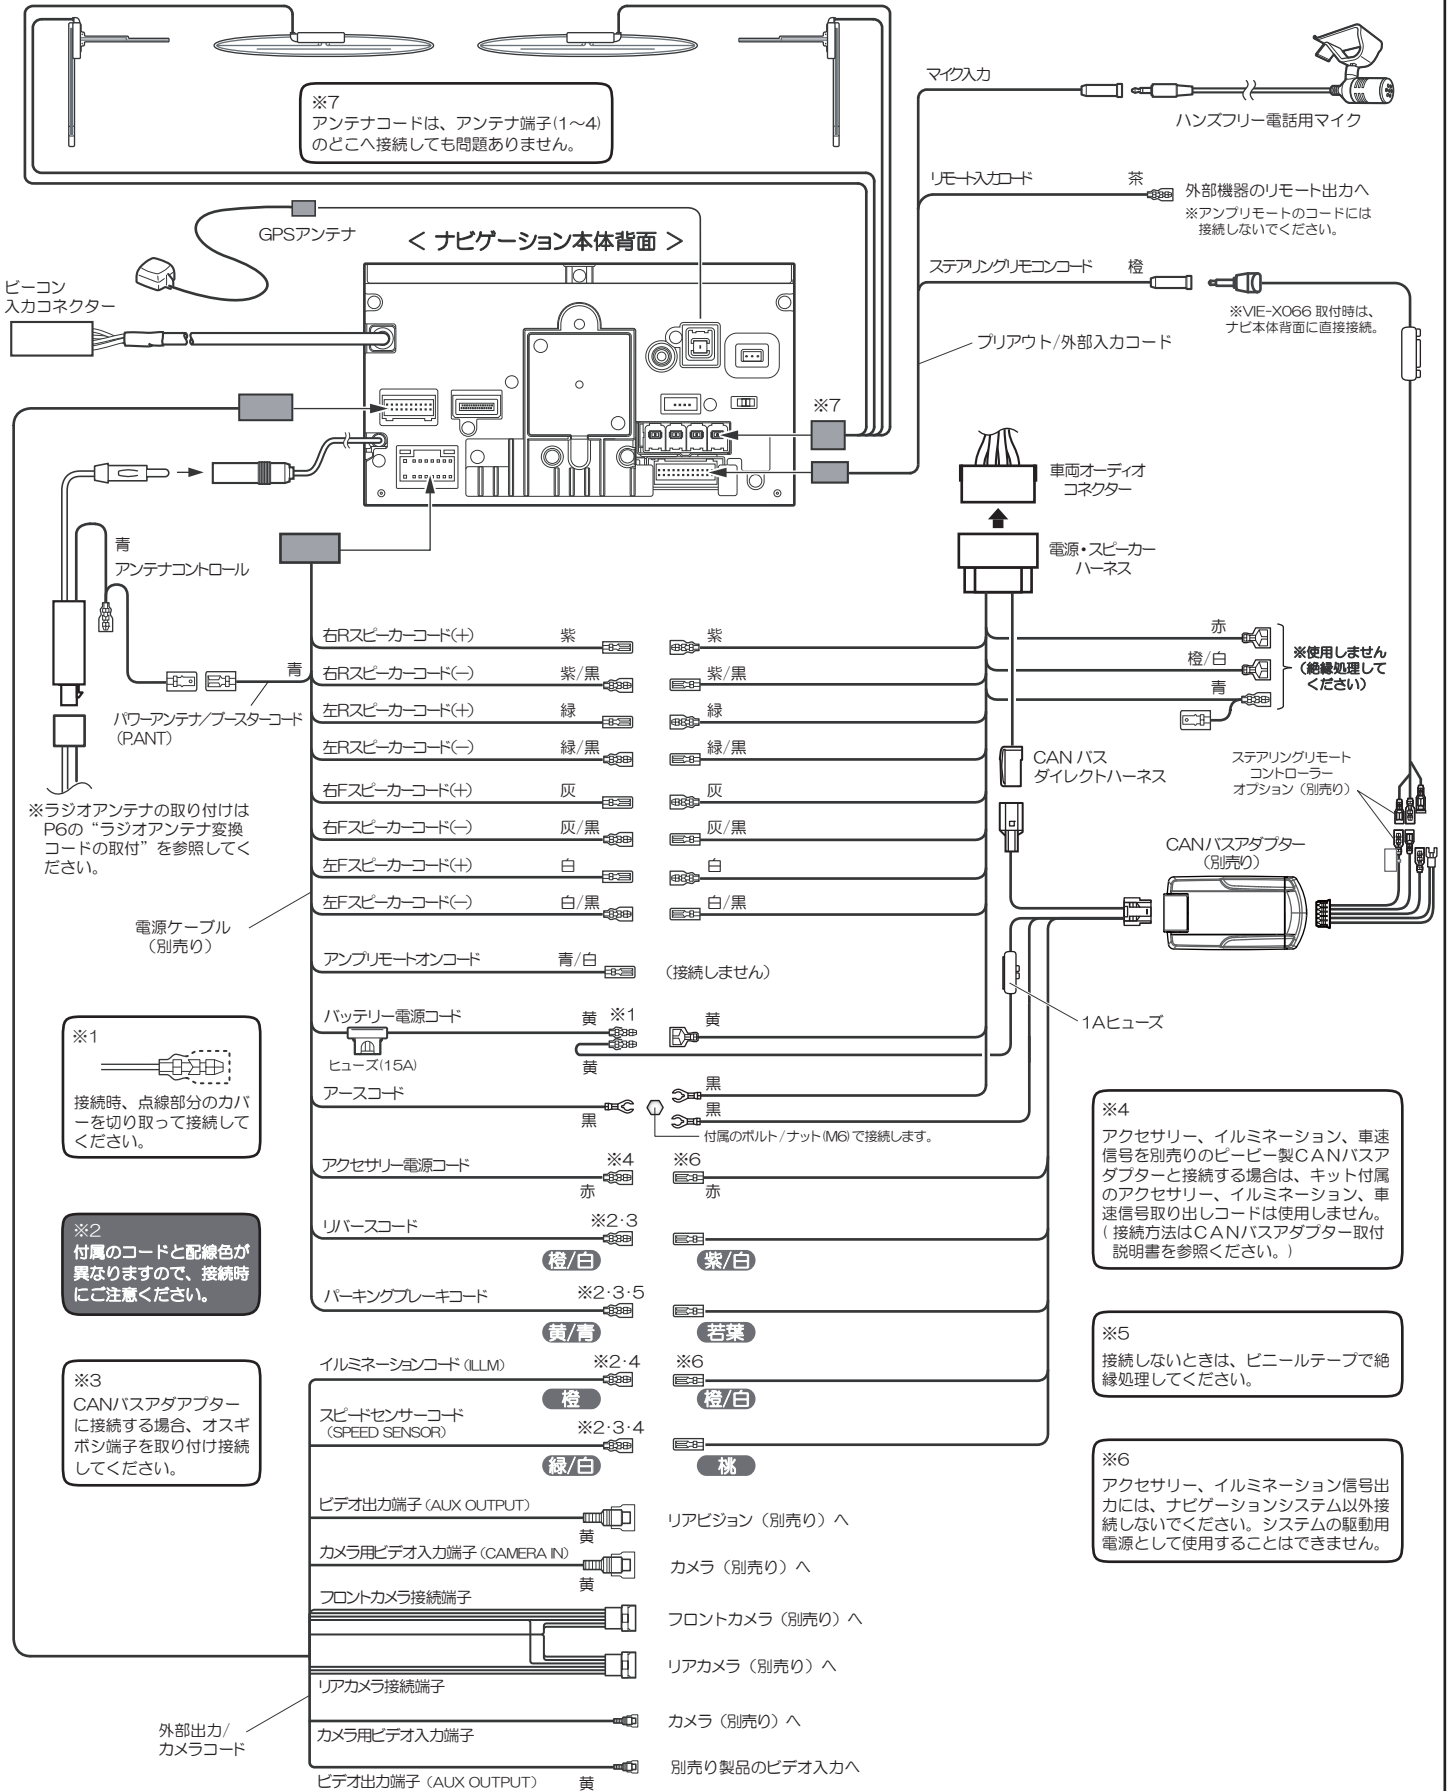 ※7
アンテナコードは、アンテナ端子(1～4)
のどこへ接続しても問題ありません。
マイク入力
ハンズフリー電話用マイク
リモート入力コード
茶
外部機器のリモート出力へ
※アンプリモートのコードには
接続しないでください。
GPSアンテナ
< ナビゲーション本体背面 >
ステアリングリモコンコード
橙
※VIE-X066 取付時は、
ナビ本体背面に直接接続。
ビーコン
入力コネクター
プリアウト/外部入力コード
※7
車両オーディオ
コネクター
青
アンテナコントロール
電源・スピーカー
ハーネス
青
パワーアンテナ/ブースターコード
(P.ANT)
※ラジオアンテナの取り付けは
P6の“ラジオアンテナ変換
コードの取付”を参照してく
ださい。
右Rスピーカーコード(+)
紫
紫
右Rスピーカーコード(−)
紫/黒
紫/黒
左Rスピーカーコード(+)
緑
緑
左Rスピーカーコード(−)
緑/黒
緑/黒
右Fスピーカーコード(+)
灰
灰
右Fスピーカーコード(−)
灰/黒
灰/黒
左Fスピーカーコード(+)
白
白
左Fスピーカーコード(−)
白/黒
白/黒
赤
橙/白
青
※使用しません
(絶縁処理して
ください)
CAN バス
ダイレクトハーネス
ステアリングリモート
コントローラー
オプション(別売り)
CANバスアダプター
(別売り)
電源ケーブル
(別売り)
アンプリモートオンコード
青/白
(接続しません)
バッテリー電源コード
黄
※1
黄
ヒューズ(15A)
黄
1Aヒューズ
アースコード
黒
黒
黒
付属のボルト/ナット(M6)で接続します。
※1
接続時、点線部分のカバ
ーを切り取って接続して
ください。
アクセサリー電源コード
※4
赤
※6
赤
リバースコード
※2・3
橙/白
紫/白
※2
付属のコードと配線色が
異なりますので、接続時
にご注意ください。
パーキングブレーキコード
※2・3・5
黄/青
若葉
イルミネーションコード(ILLM)
※2・4
橙
※6
橙/白
※3
CANバスアダアプター
に接続する場合、オスギ
ボシ端子を取り付け接続
してください。
スピードセンサーコード
(SPEED SENSOR)
※2・3・4
緑/白
桃
※4
アクセサリー、イルミネーション、車速
信号を別売りのピービー製CANバスア
ダプターと接続する場合は、キット付属
のアクセサリー、イルミネーション、車
速信号取り出しコードは使用しません。
(接続方法はCANバスアダプター取付
説明書を参照ください。)
※5
接続しないときは、ビニールテープで絶
縁処理してください。
※6
アクセサリー、イルミネーション信号出
力には、ナビゲーションシステム以外接
続しないでください。システムの駆動用
電源として使用することはできません。
ビデオ出力端子(AUX OUTPUT)
黄
リアビジョン(別売り)へ
カメラ用ビデオ入力端子(CAMERA IN)
黄
カメラ(別売り)へ
フロントカメラ接続端子
フロントカメラ(別売り)へ
リアカメラ(別売り)へ
リアカメラ接続端子
外部出力/
カメラコード
カメラ用ビデオ入力端子
カメラ(別売り)へ
別売り製品のビデオ入力へ
ビデオ出力端子(AUX OUTPUT)
黄